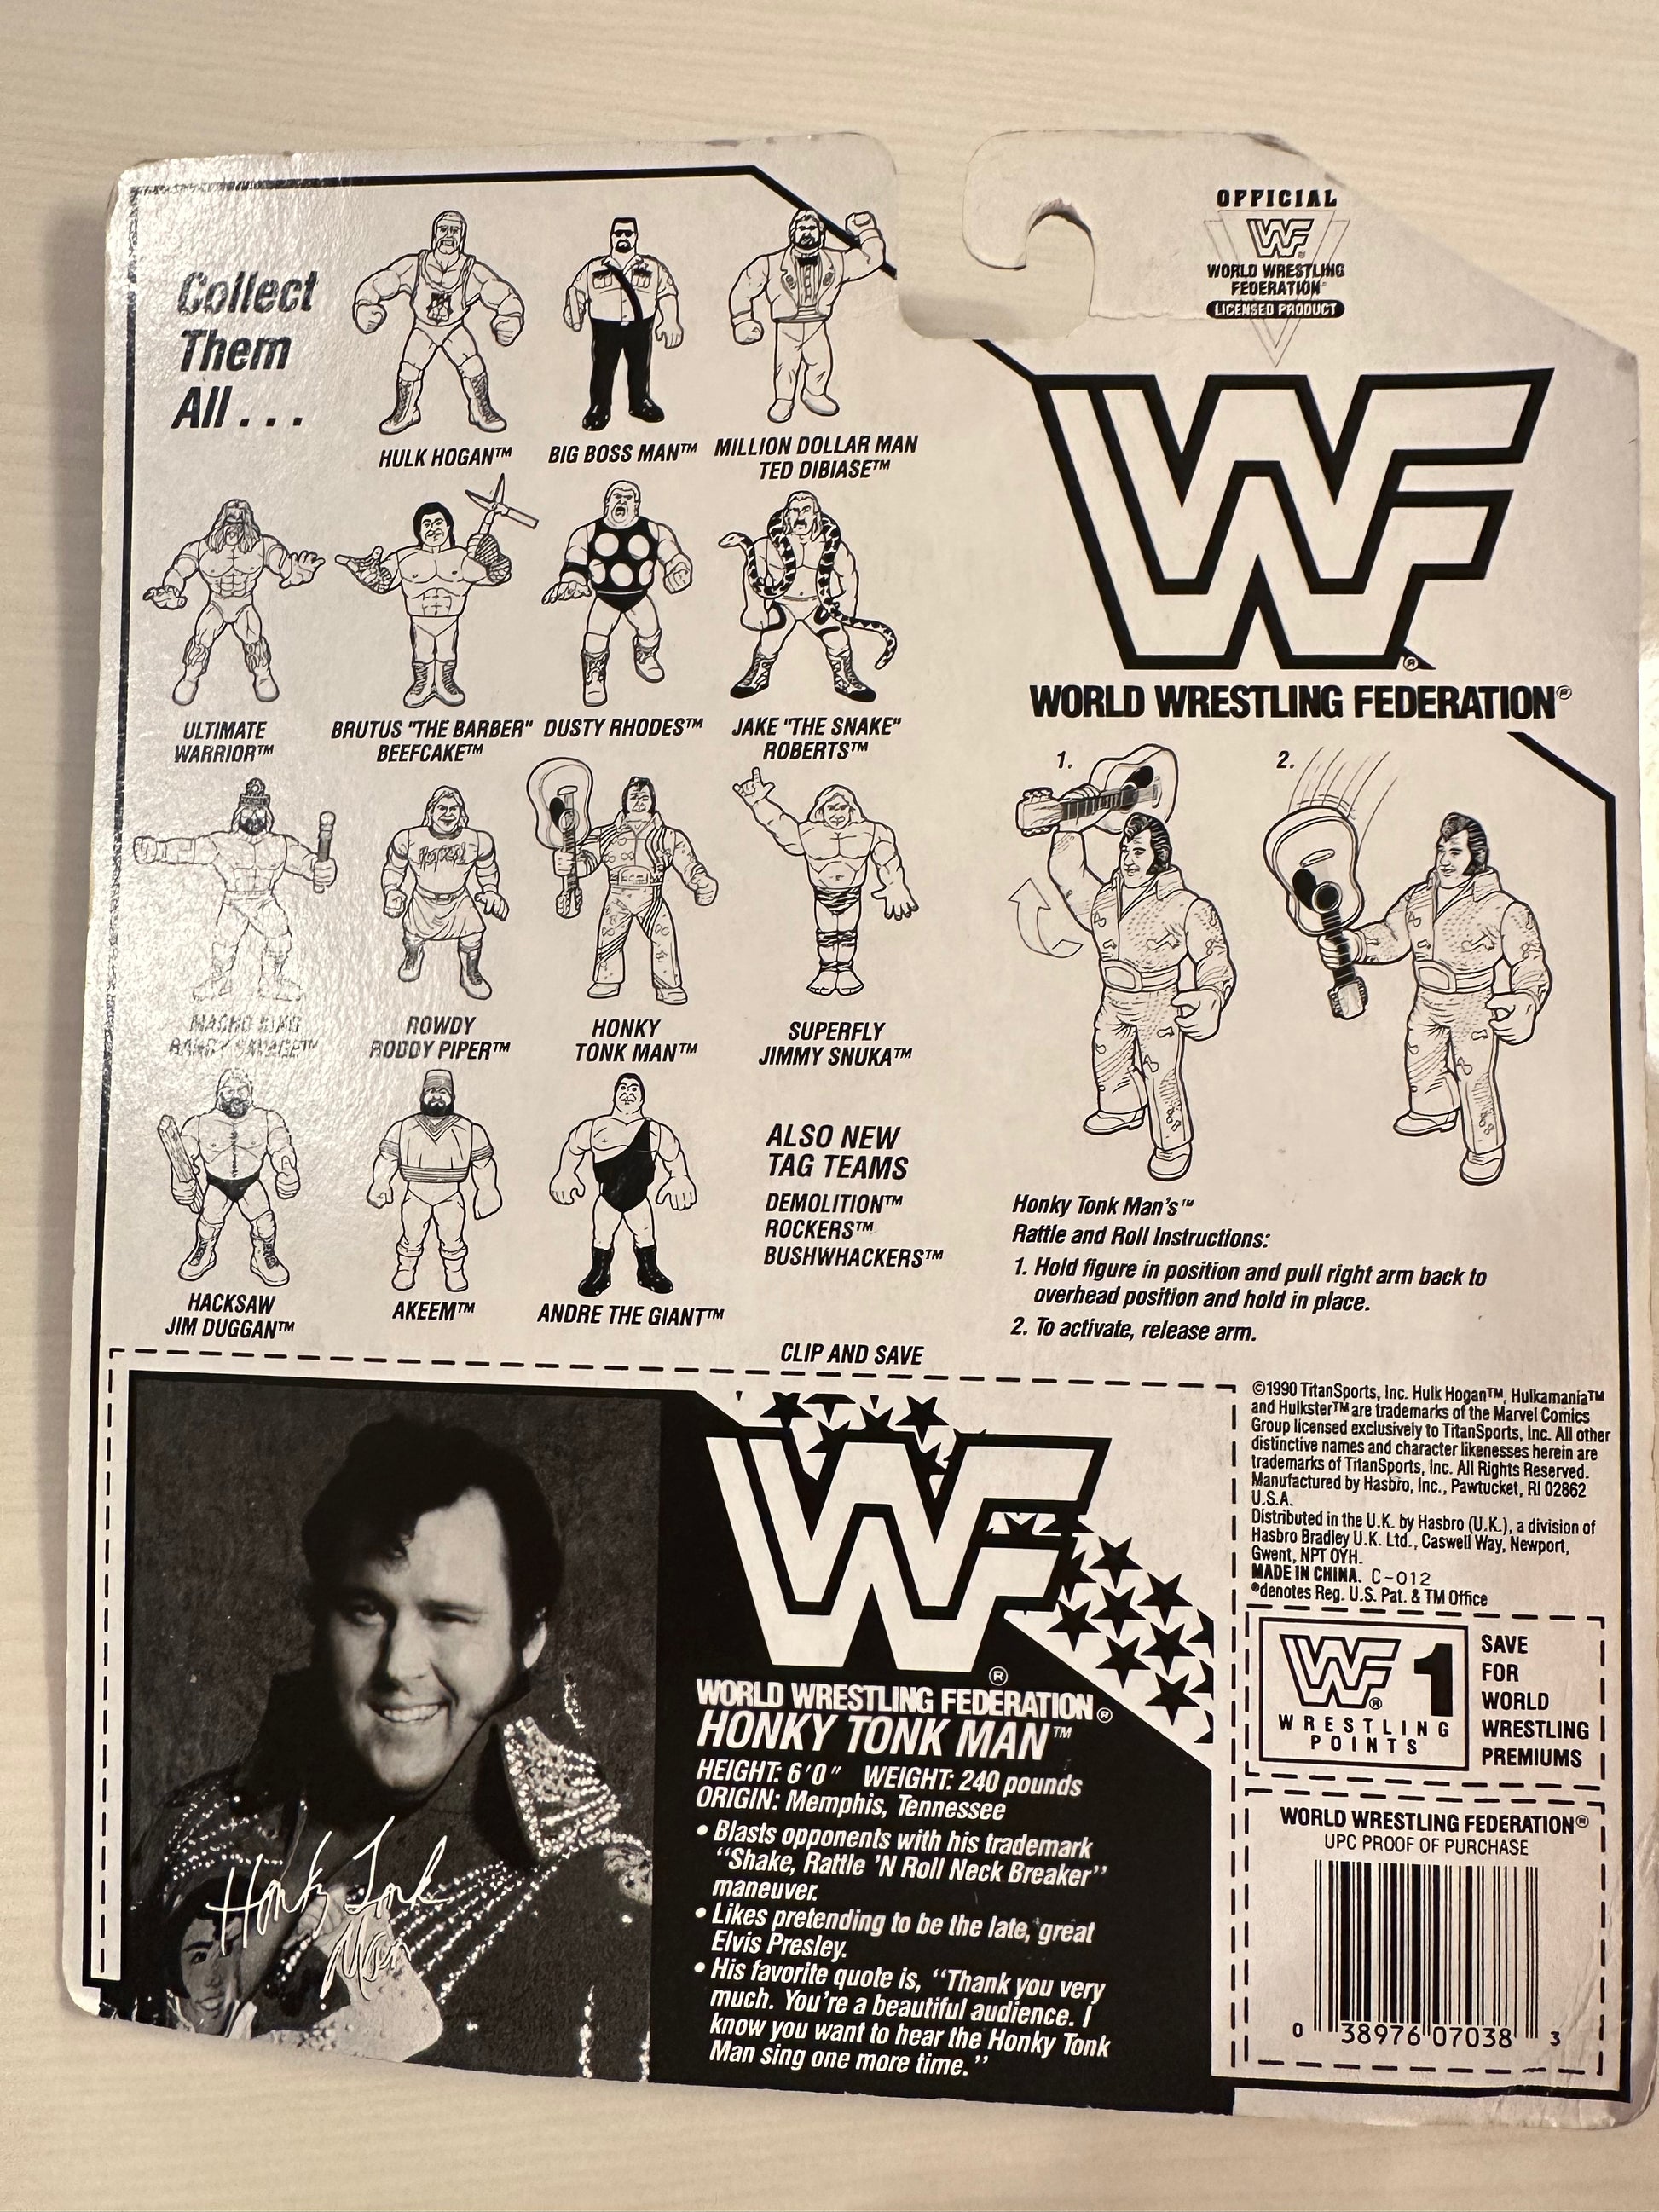 Collect
Them
All . . .
HULK HOGAN™
BIG BOSS MAN™
MILLION DOLLAR MAN
TED DIBIASE™
ULTIMATE
WARRIOR™
BRUTUS "THE BARBER"
BEEFCAKE™
DUSTY RHODES™
JAKE "THE SNAKE"
ROBERTS™
MACHO KING
RANDY SAVAGE™
ROWDY
RODDY PIPER™
HONKY
TONK MAN™
SUPERFLY
JIMMY SNUKA™
HACKSAW
JIM DUGGAN™
AKEEM™
ANDRE THE GIANT™
ALSO NEW
TAG TEAMS
DEMOLITION™
ROCKERS™
BUSHWHACKERS™
OFFICIAL
WF
WORLD WRESTLING
FEDERATION
LICENSED PRODUCT
WF®
WORLD WRESTLING FEDERATION®
1.
2.
Honky Tonk Man's™
Rattle and Roll Instructions:
1. Hold figure in position and pull right arm back to
overhead position and hold in place.
2. To activate, release arm.
CLIP AND SAVE
Honky Tonk
Man
WF®
WORLD WRESTLING FEDERATION®
HONKY TONK MAN™
HEIGHT: 6'0" WEIGHT: 240 pounds
ORIGIN: Memphis, Tennessee
• Blasts opponents with his trademark
"Shake, Rattle 'N Roll Neck Breaker"
maneuver.
• Likes pretending to be the late, great
Elvis Presley.
• His favorite quote is, "Thank you very
much. You're a beautiful audience. I
know you want to hear the Honky Tonk
Man sing one more time."
©1990 TitanSports, Inc. Hulk Hogan™, Hulkamania™
and Hulkster™ are trademarks of the Marvel Comics
Group licensed exclusively to TitanSports, Inc. All other
distinctive names and character likenesses herein are
trademarks of TitanSports, Inc. All Rights Reserved.
Manufactured by Hasbro, Inc., Pawtucket, RI 02862
U.S.A.
Distributed in the U.K. by Hasbro (U.K.), a division of
Hasbro Bradley U.K. Ltd., Caswell Way, Newport,
Gwent, NPT OYH.
MADE IN CHINA. C-012
®denotes Reg. U.S. Pat. & TM Office
WF® 1
WRESTLING
POINTS
SAVE
FOR
WORLD
WRESTLING
PREMIUMS
WORLD WRESTLING FEDERATION®
UPC PROOF OF PURCHASE
0 38976 07038 3